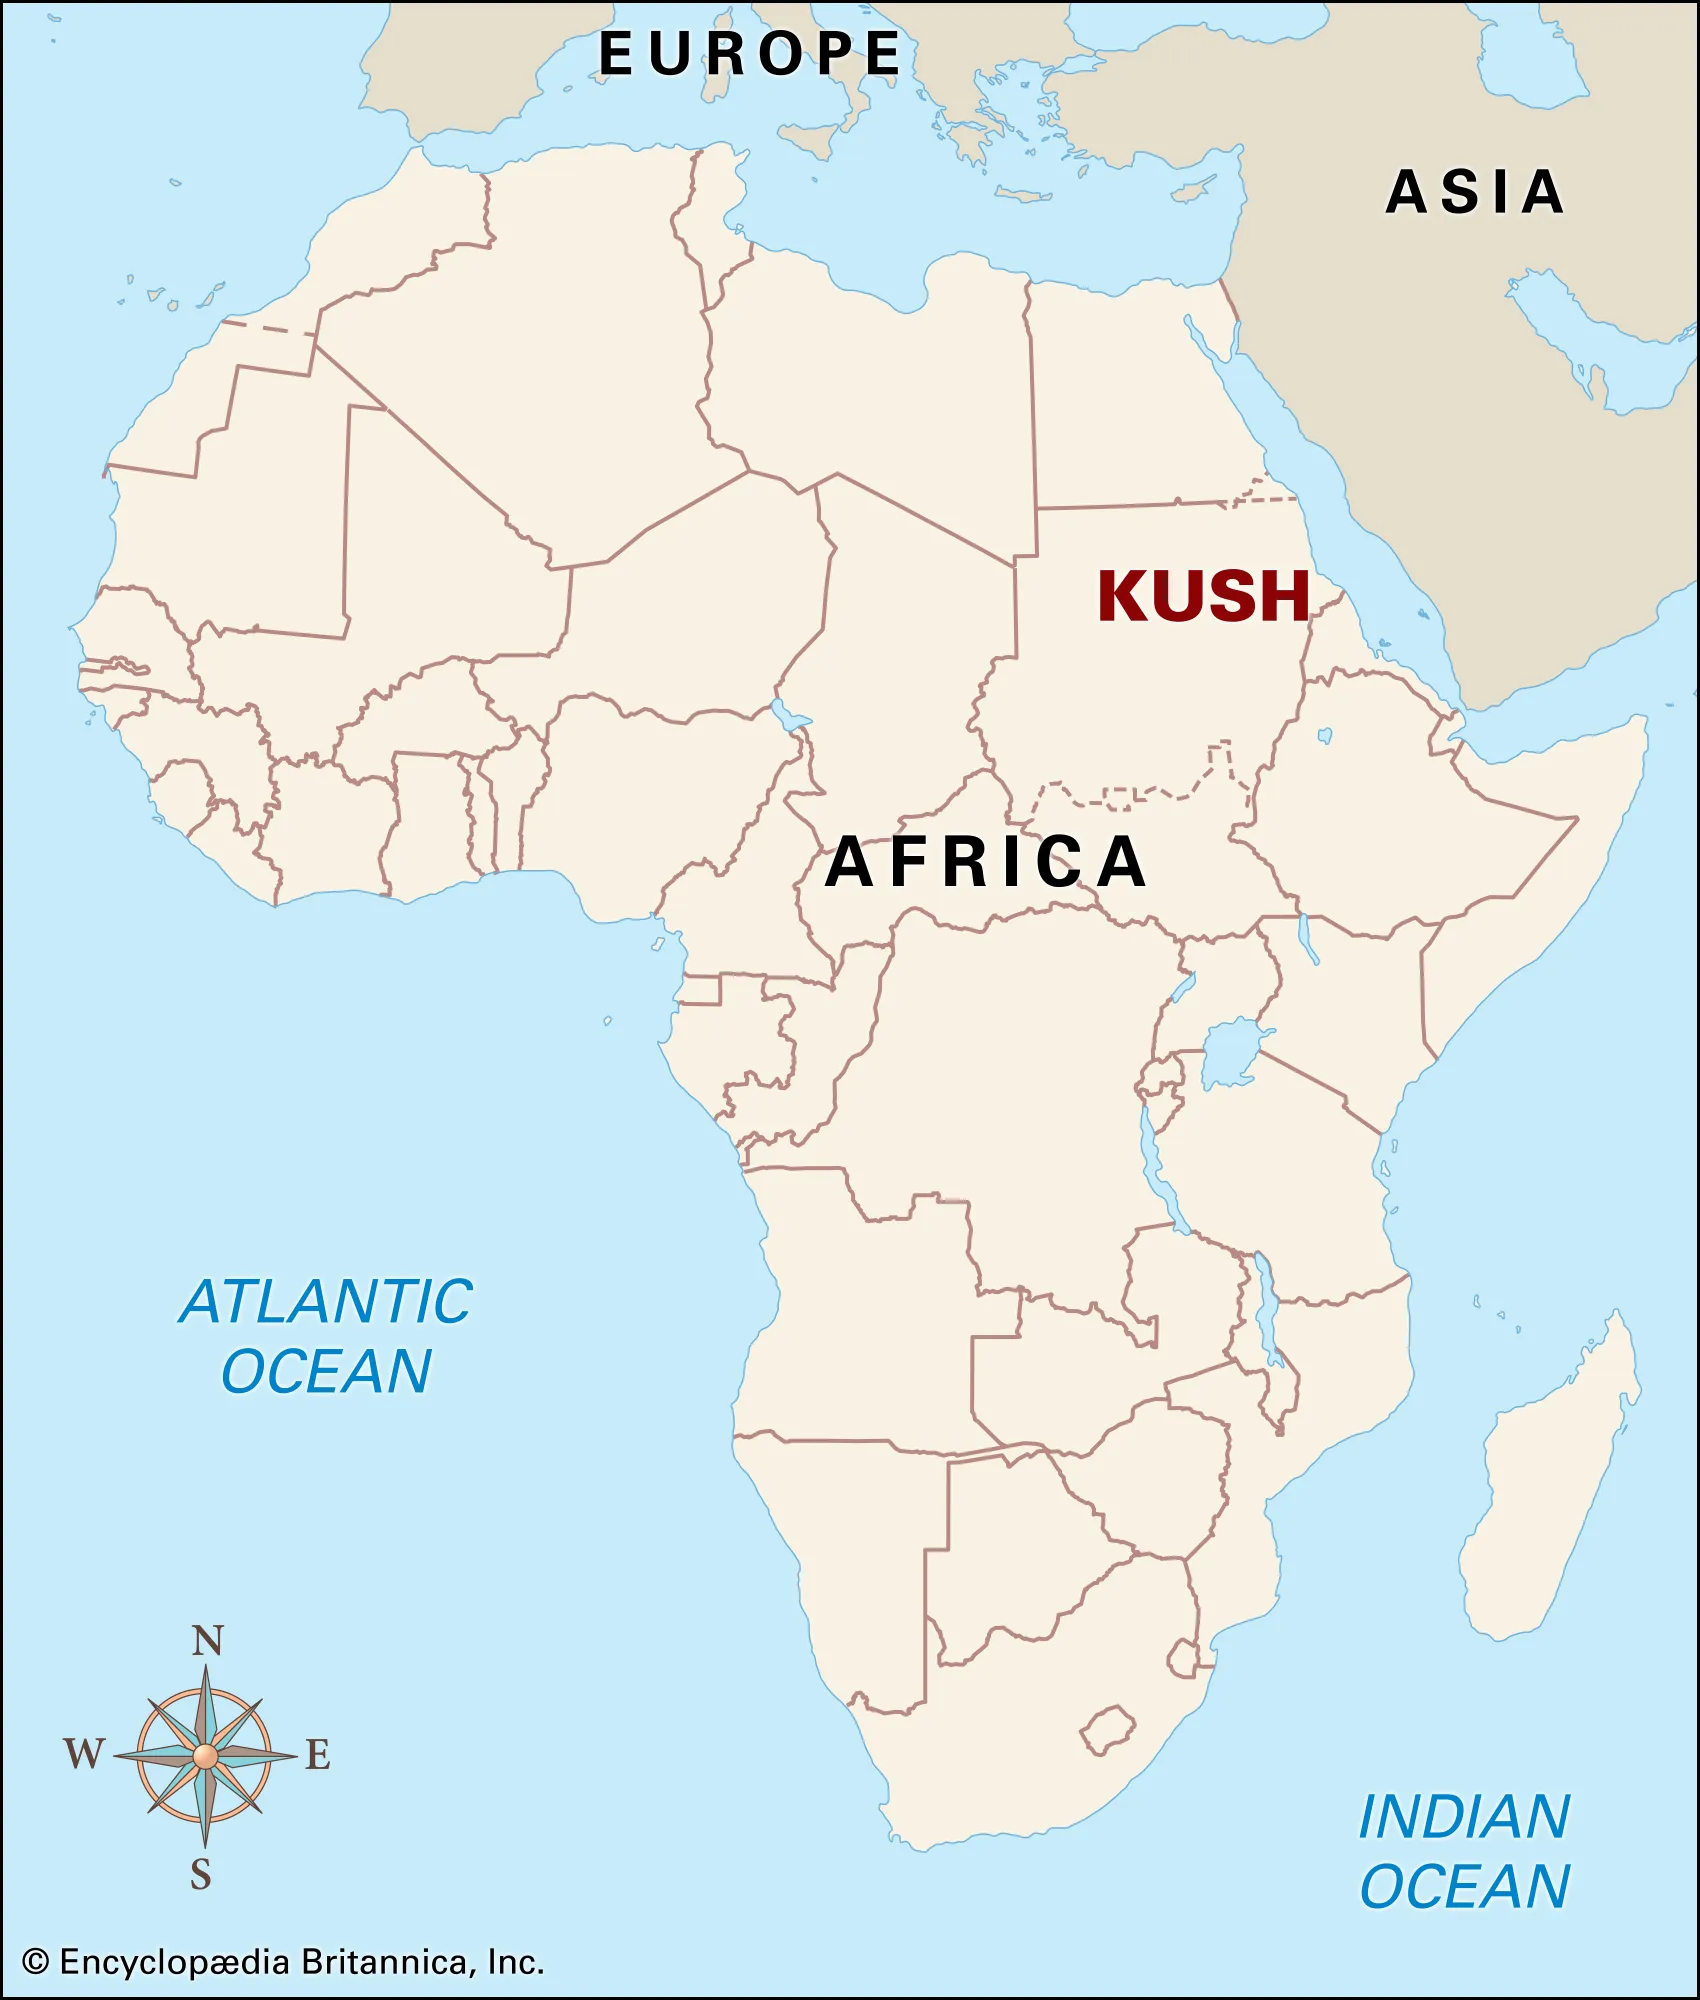 EUROPE
ASIA
KUSH
AFRICA
ATLANTIC
OCEAN
N
W
E
S
INDIAN
OCEAN
© Encyclopædia Britannica, Inc.